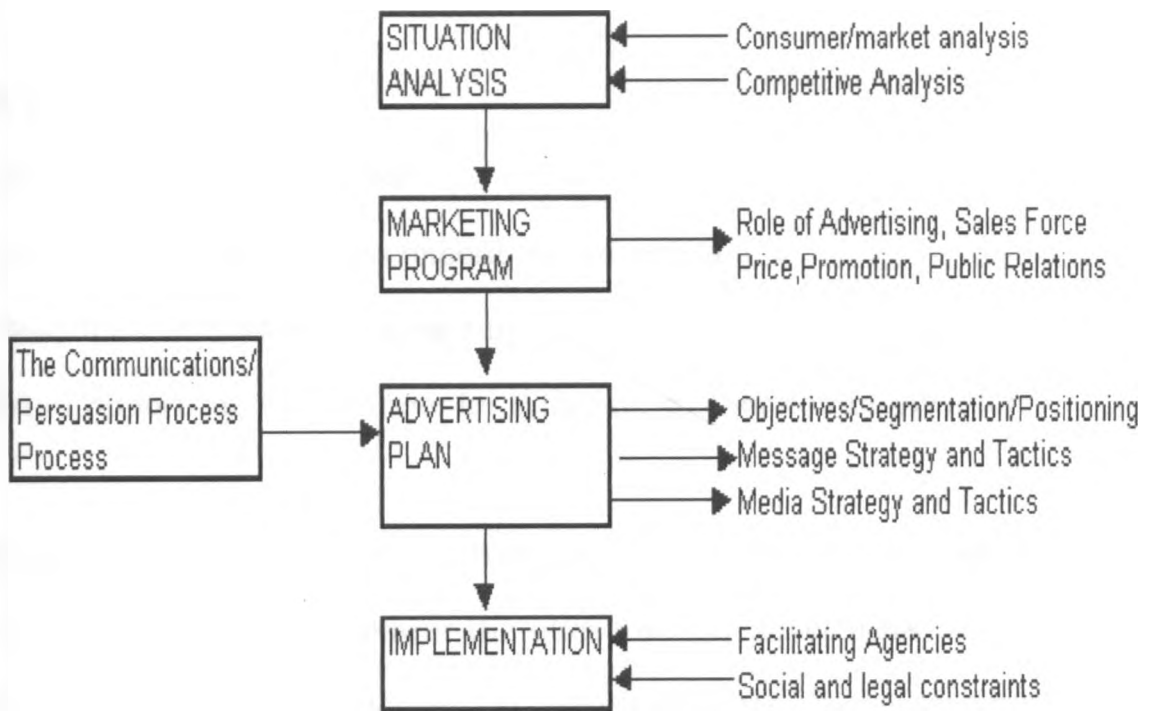 SITUATION
ANALYSIS
Consumer/market analysis
Competitive Analysis
MARKETING
PROGRAM
Role of Advertising, Sales Force
Price,Promotion, Public Relations
The Communications/
Persuasion Process
Process
ADVERTISING
PLAN
Objectives/Segmentation/Positioning
Message Strategy and Tactics
Media Strategy and Tactics
IMPLEMENTATION
Facilitating Agencies
Social and legal constraints